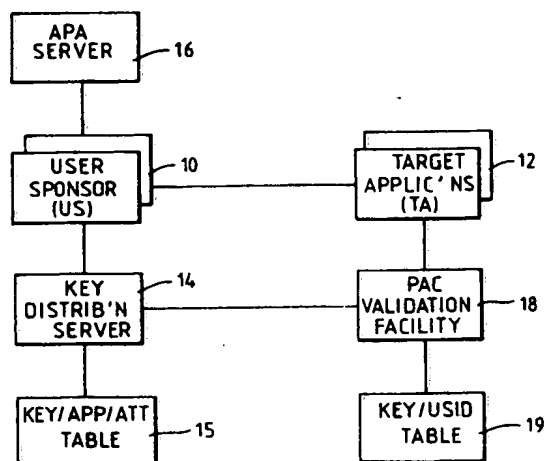 APA
SERVER
16
USER
SPONSOR
(US)
10
TARGET
APPLIC'NS
(TA)
12
KEY
DISTRIB'N
SERVER
14
PAC
VALIDATION
FACILITY
18
KEY/APP/ATT
TABLE
15
KEY/USID
TABLE
19